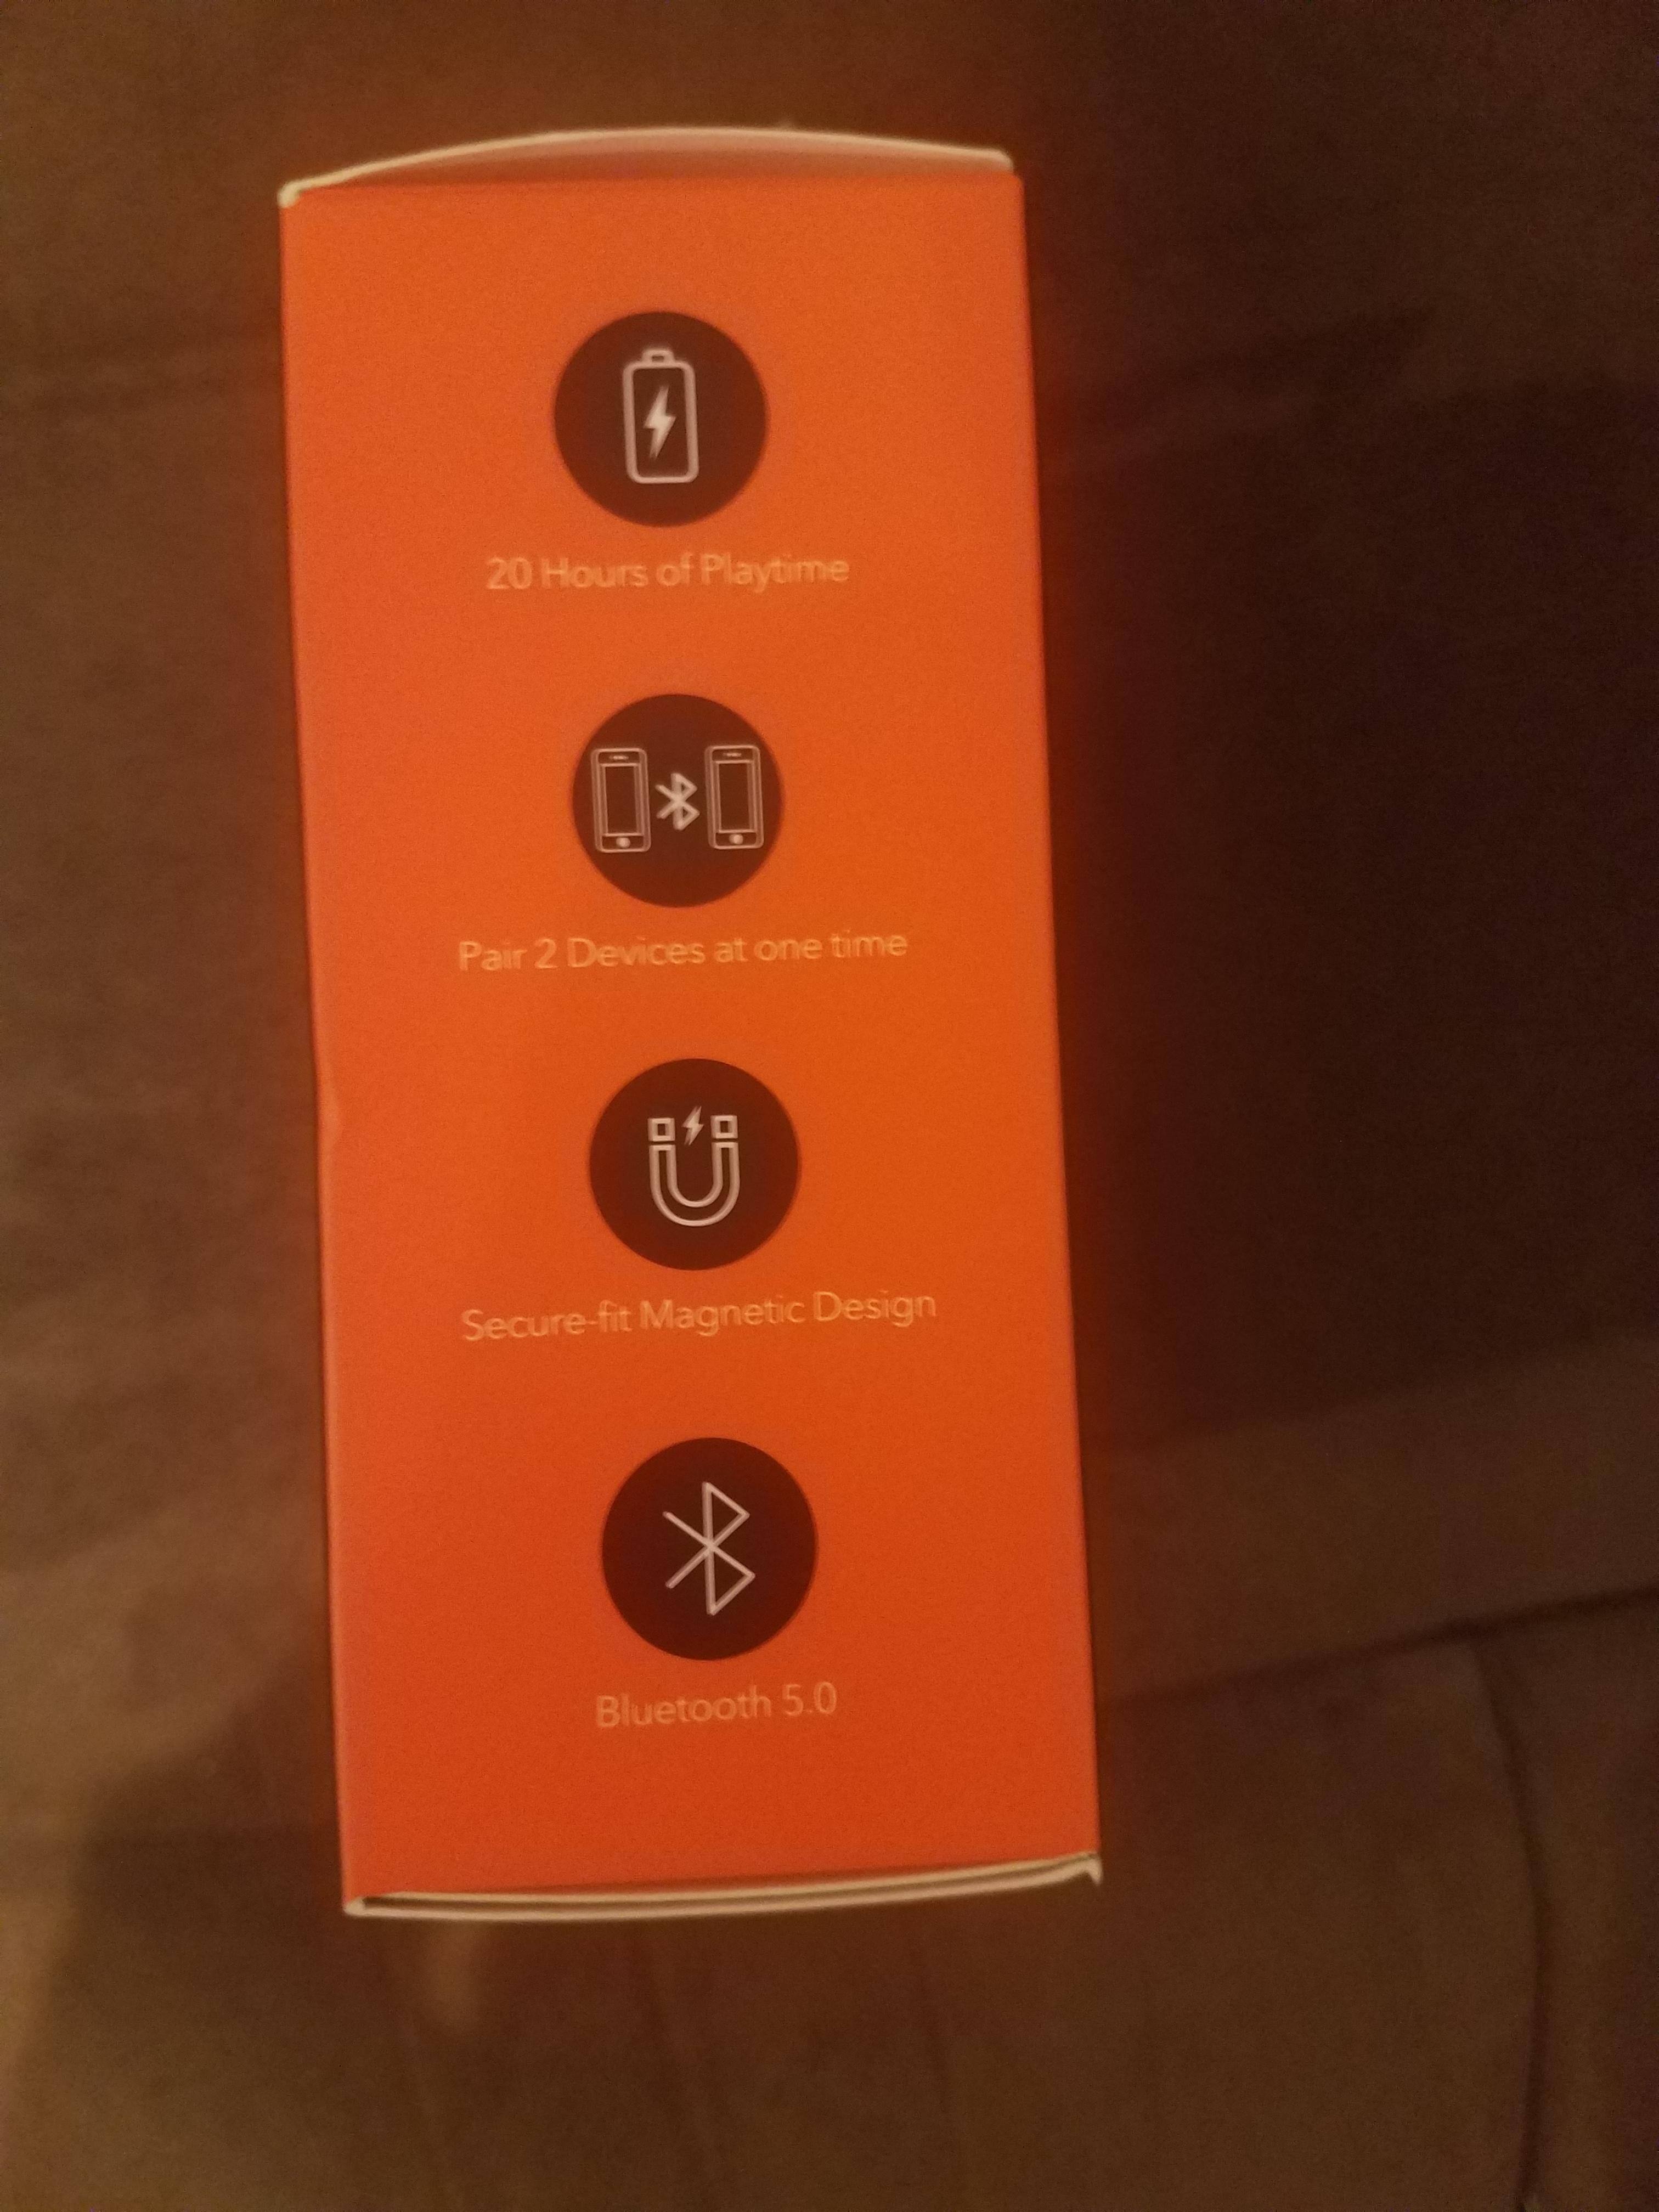 20 Hours of Playtime
Pair 2 Devices at one time
Secure-fit Magnetic Design
Bluetooth 5.0